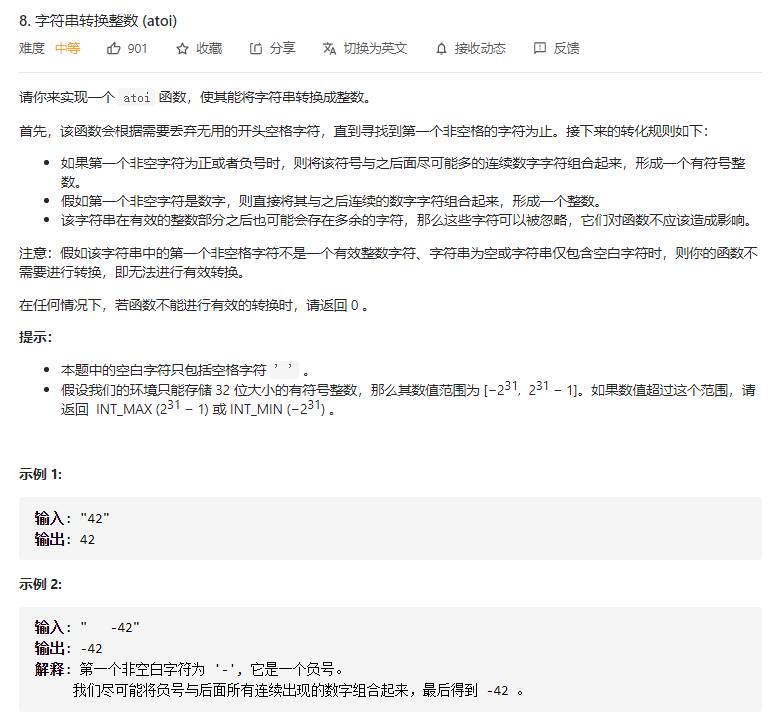 8. 字符串转换整数 (atoi)
难度 中等 901 收藏 分享 切换为英文 接收动态 反馈
请你来实现一个 atoi 函数，使其能将字符串转换成整数。
首先，该函数会根据需要丢弃无用的开头空格字符，直到寻找到第一个非空格的字符为止。接下来的转化规则如下：
如果第一个非空字符为正或者负号时，则将该符号与之后面尽可能多的连续数字字符组合起来，形成一个有符号整
数。
假如第一个非空字符是数字，则直接将其与之后连续的数字字符组合起来，形成一个整数。
该字符串在有效的整数部分之后也可能会存在多余的字符，那么这些字符可以被忽略，它们对函数不应该造成影响。
注意：假如该字符串中的第一个非空格字符不是一个有效整数字符、字符串为空或字符串仅包含空白字符时，则你的函数不
需要进行转换，即无法进行有效转换。
在任何情况下，若函数不能进行有效的转换时，请返回 0 。
提示：
本题中的空白字符只包括空格字符 ' ' 。
假设我们的环境只能存储 32 位大小的有符号整数，那么其数值范围为 [−2³¹, 2³¹ − 1]。如果数值超过这个范围，请
返回 INT_MAX (2³¹ − 1) 或 INT_MIN (−2³¹) 。
示例 1:
输入: "42"
输出: 42
示例 2:
输入: "   -42"
输出: -42
解释: 第一个非空白字符为 '-', 它是一个负号。
我们尽可能将负号与后面所有连续出现的数字组合起来，最后得到 -42 。